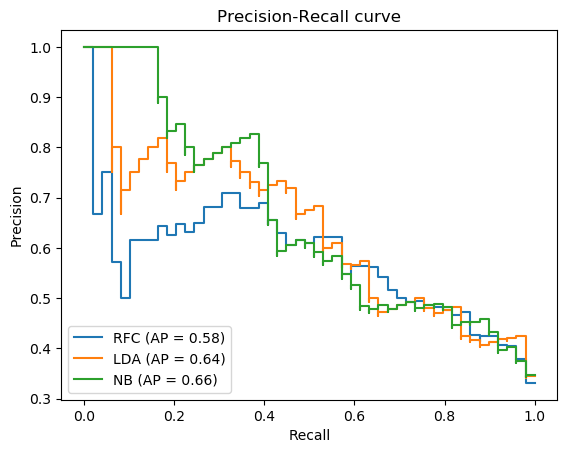 Precision-Recall curve
Precision
1.0
0.9
0.8
0.7
0.6
0.5
0.4
0.3
RFC (AP = 0.58)
LDA (AP = 0.64)
NB (AP = 0.66)
0.0 0.2 0.4 0.6 0.8 1.0
Recall